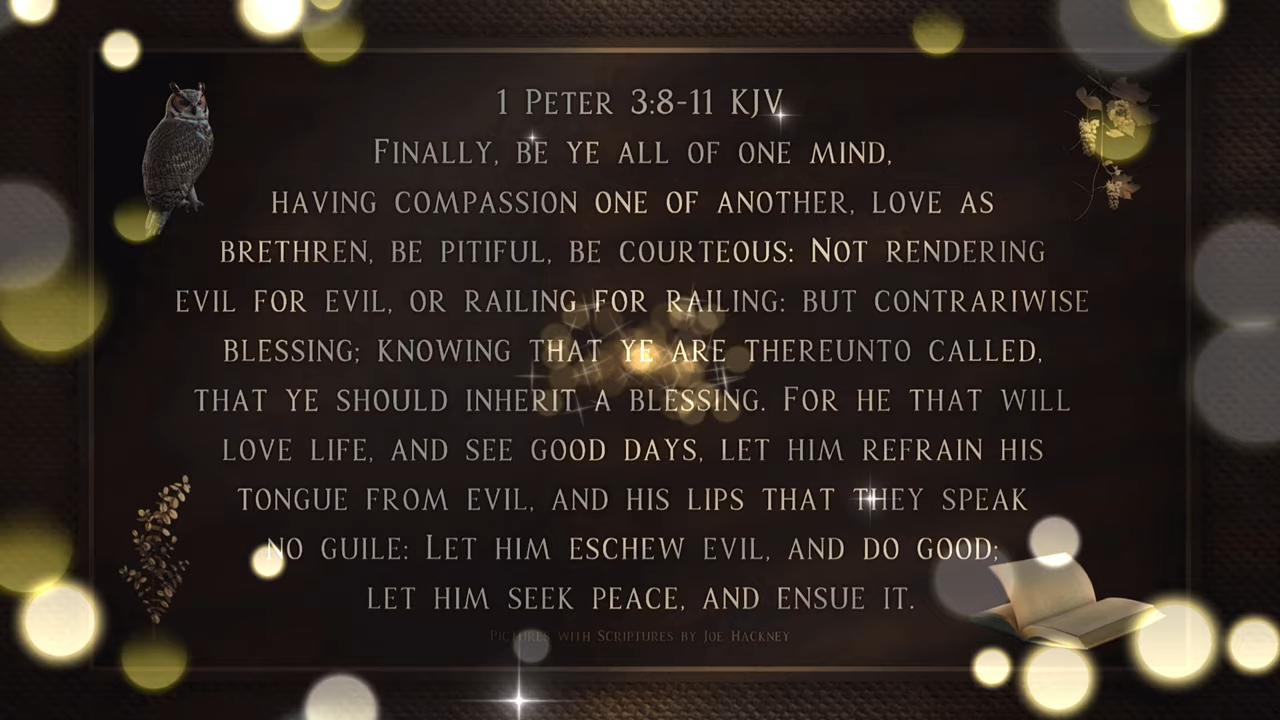 1 Peter 3:8-11 KJV
Finally, be ye all of one mind,
having compassion one of another, love as
brethren, be pitiful, be courteous: Not rendering
evil for evil, or railing for railing: but contrariwise
blessing; knowing that ye are thereunto called,
that ye should inherit a blessing. For he that will
love life, and see good days, let him refrain his
tongue from evil, and his lips that they speak
no guile: Let him eschew evil, and do good;
let him seek peace, and ensue it.
Pictures with Scriptures by Joe Hackney